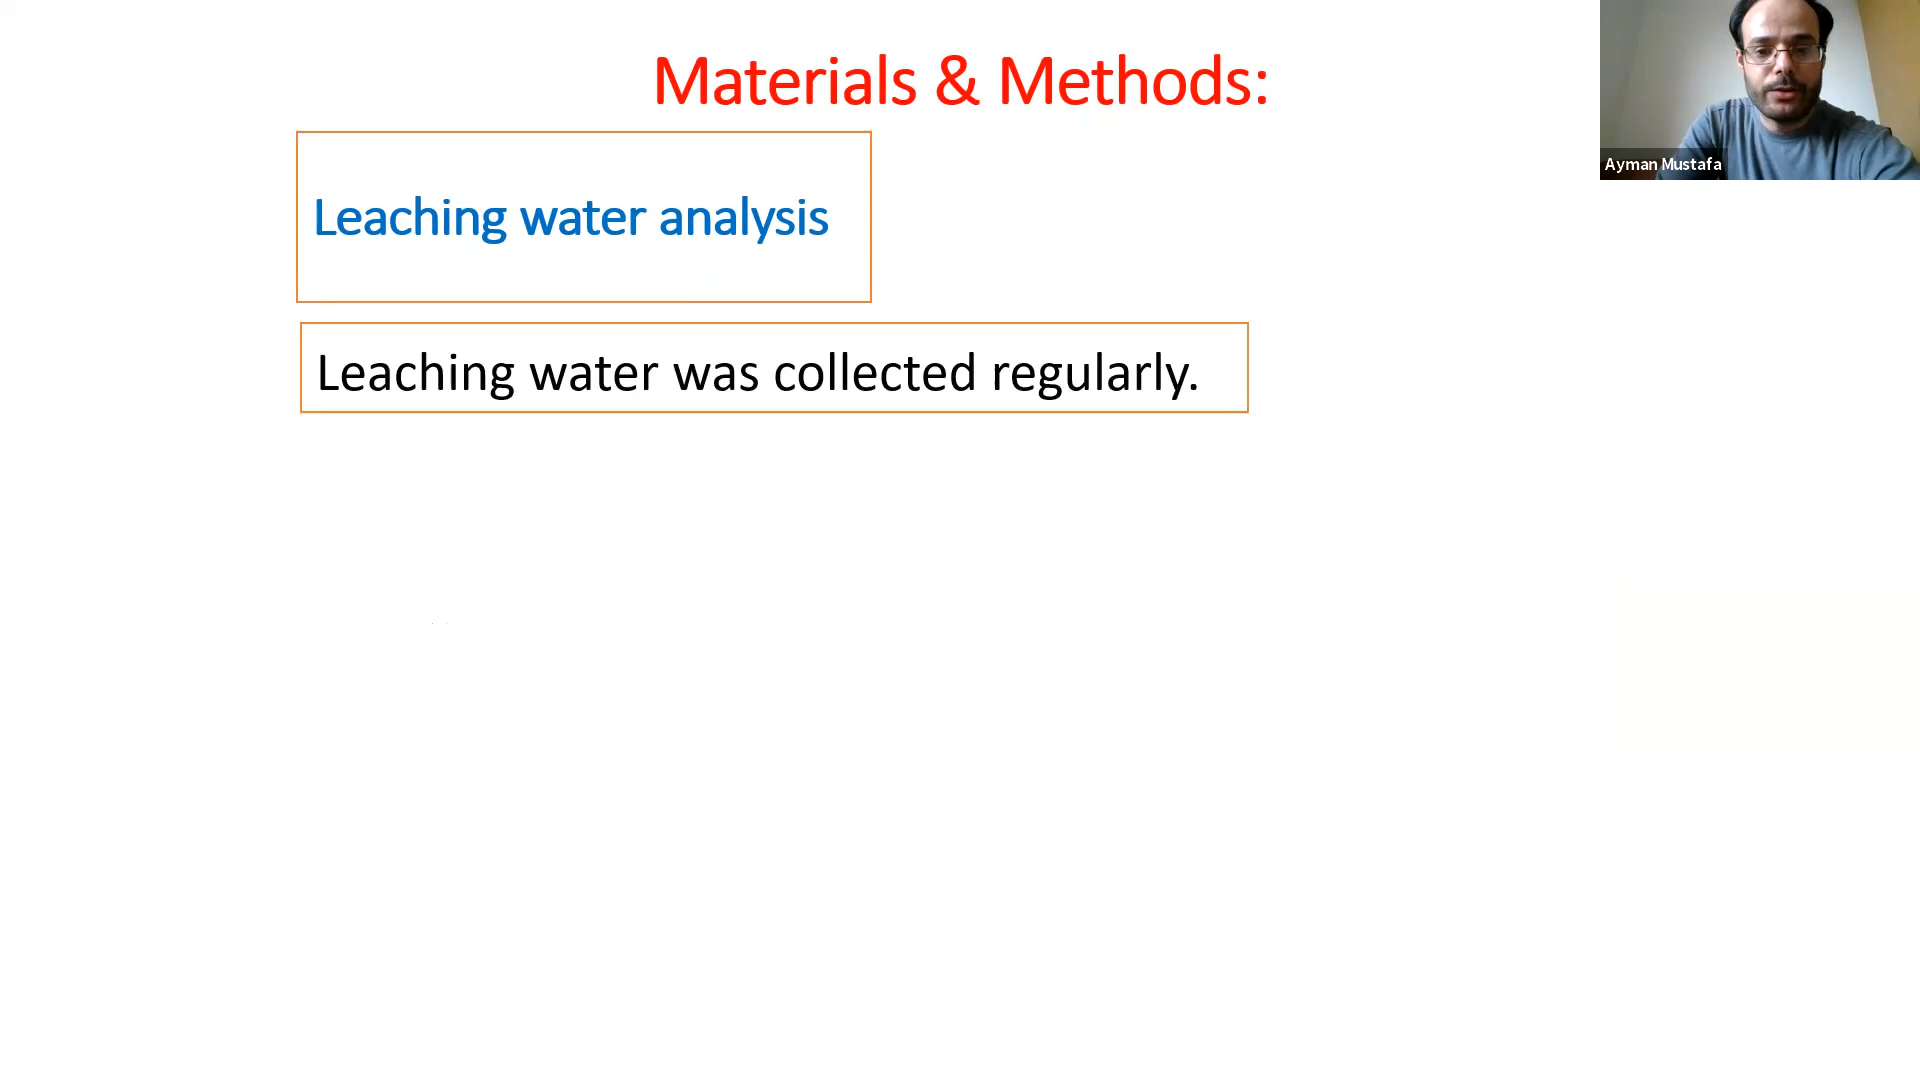 Materials & Methods:
Ayman Mustafa
Leaching water analysis
Leaching water was collected regularly.